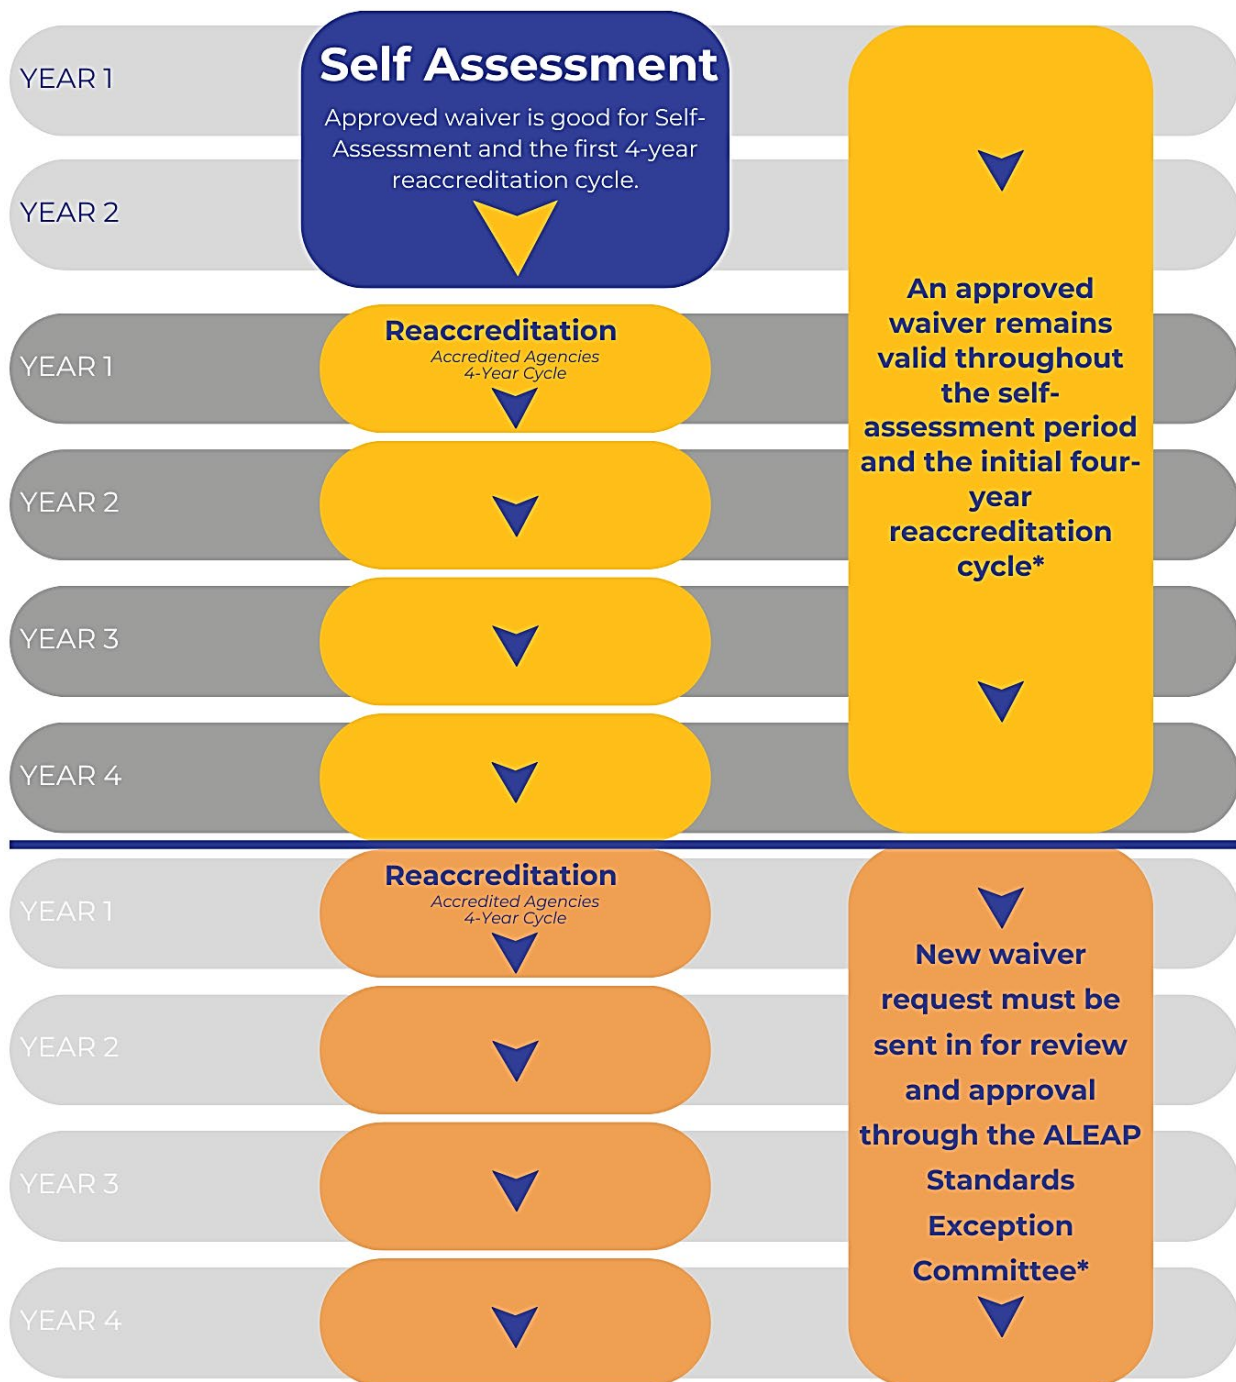 YEAR 1
Self Assessment
Approved waiver is good for Self-
Assessment and the first 4-year
reaccreditation cycle.
YEAR 2
YEAR 1
Reaccreditation
Accredited Agencies
4-Year Cycle
YEAR 2
YEAR 3
YEAR 4
An approved
waiver remains
valid throughout
the self-
assessment period
and the initial four-
year
reaccreditation
cycle*
YEAR 1
Reaccreditation
Accredited Agencies
4-Year Cycle
YEAR 2
YEAR 3
YEAR 4
New waiver
request must be
sent in for review
and approval
through the ALEAP
Standards
Exception
Committee*